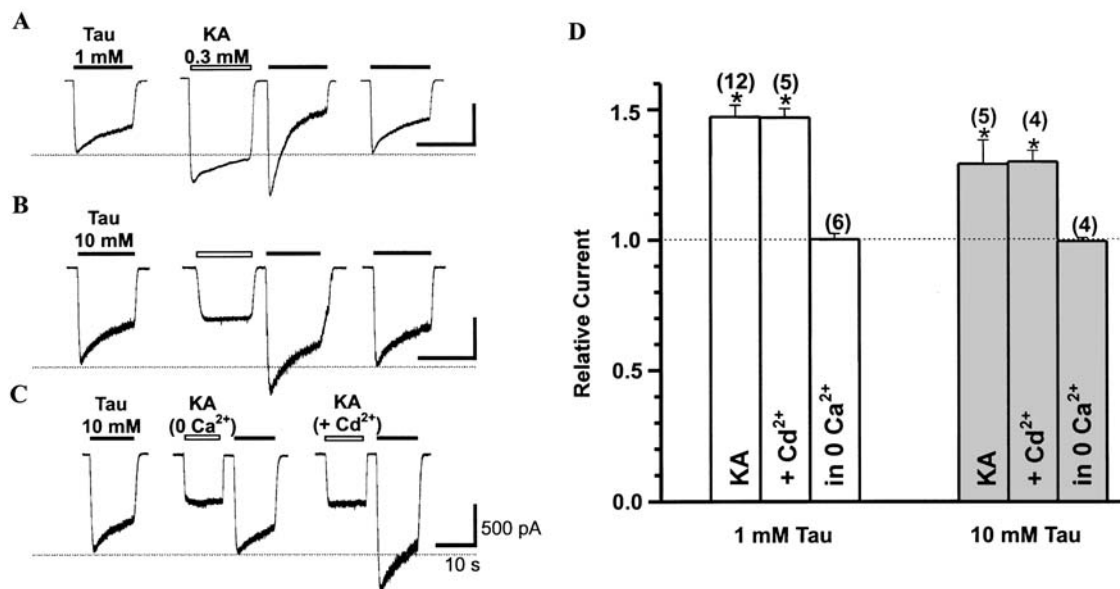 A
Tau
1 mM
KA
0.3 mM
B
Tau
10 mM
C
Tau
10 mM
KA
(0 Ca²⁺)
KA
(+ Cd²⁺)
500 pA
10 s
D
Relative Current
1.5
1.0
0.5
0.0
(12)
*
(5)
*
(6)
(5)
*
(4)
*
(4)
KA
+ Cd²⁺
in 0 Ca²⁺
KA
+ Cd²⁺
in 0 Ca²⁺
1 mM Tau
10 mM Tau